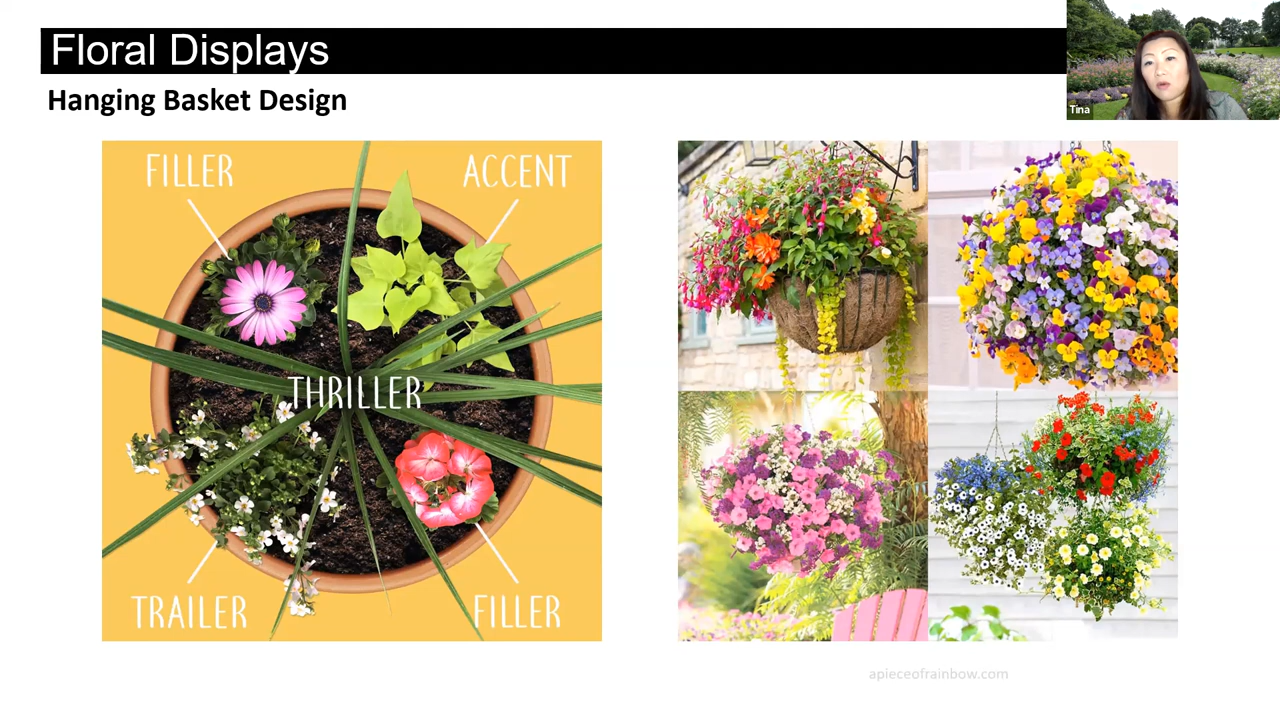 Floral Displays
Hanging Basket Design
Tina
FILLER
ACCENT
THRILLER
TRAILER
FILLER
apieceofrainbow.com